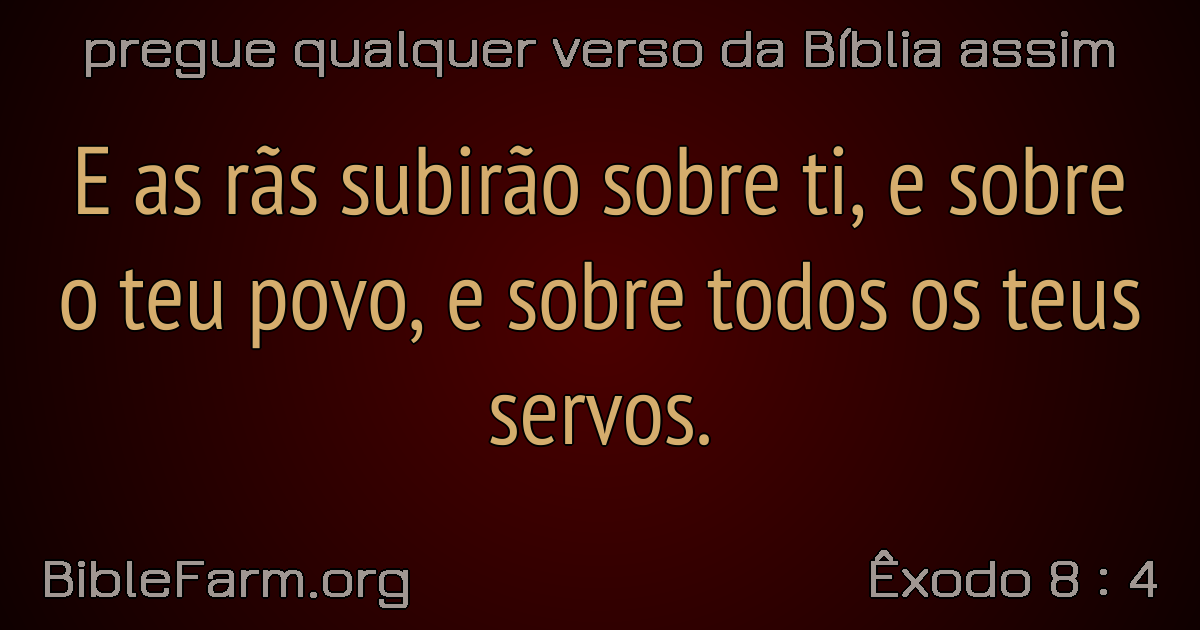 pregue qualquer verso da Bíblia assim
E as rãs subirão sobre ti, e sobre
o teu povo, e sobre todos os teus
servos.
BibleFarm.org
Êxodo 8 : 4